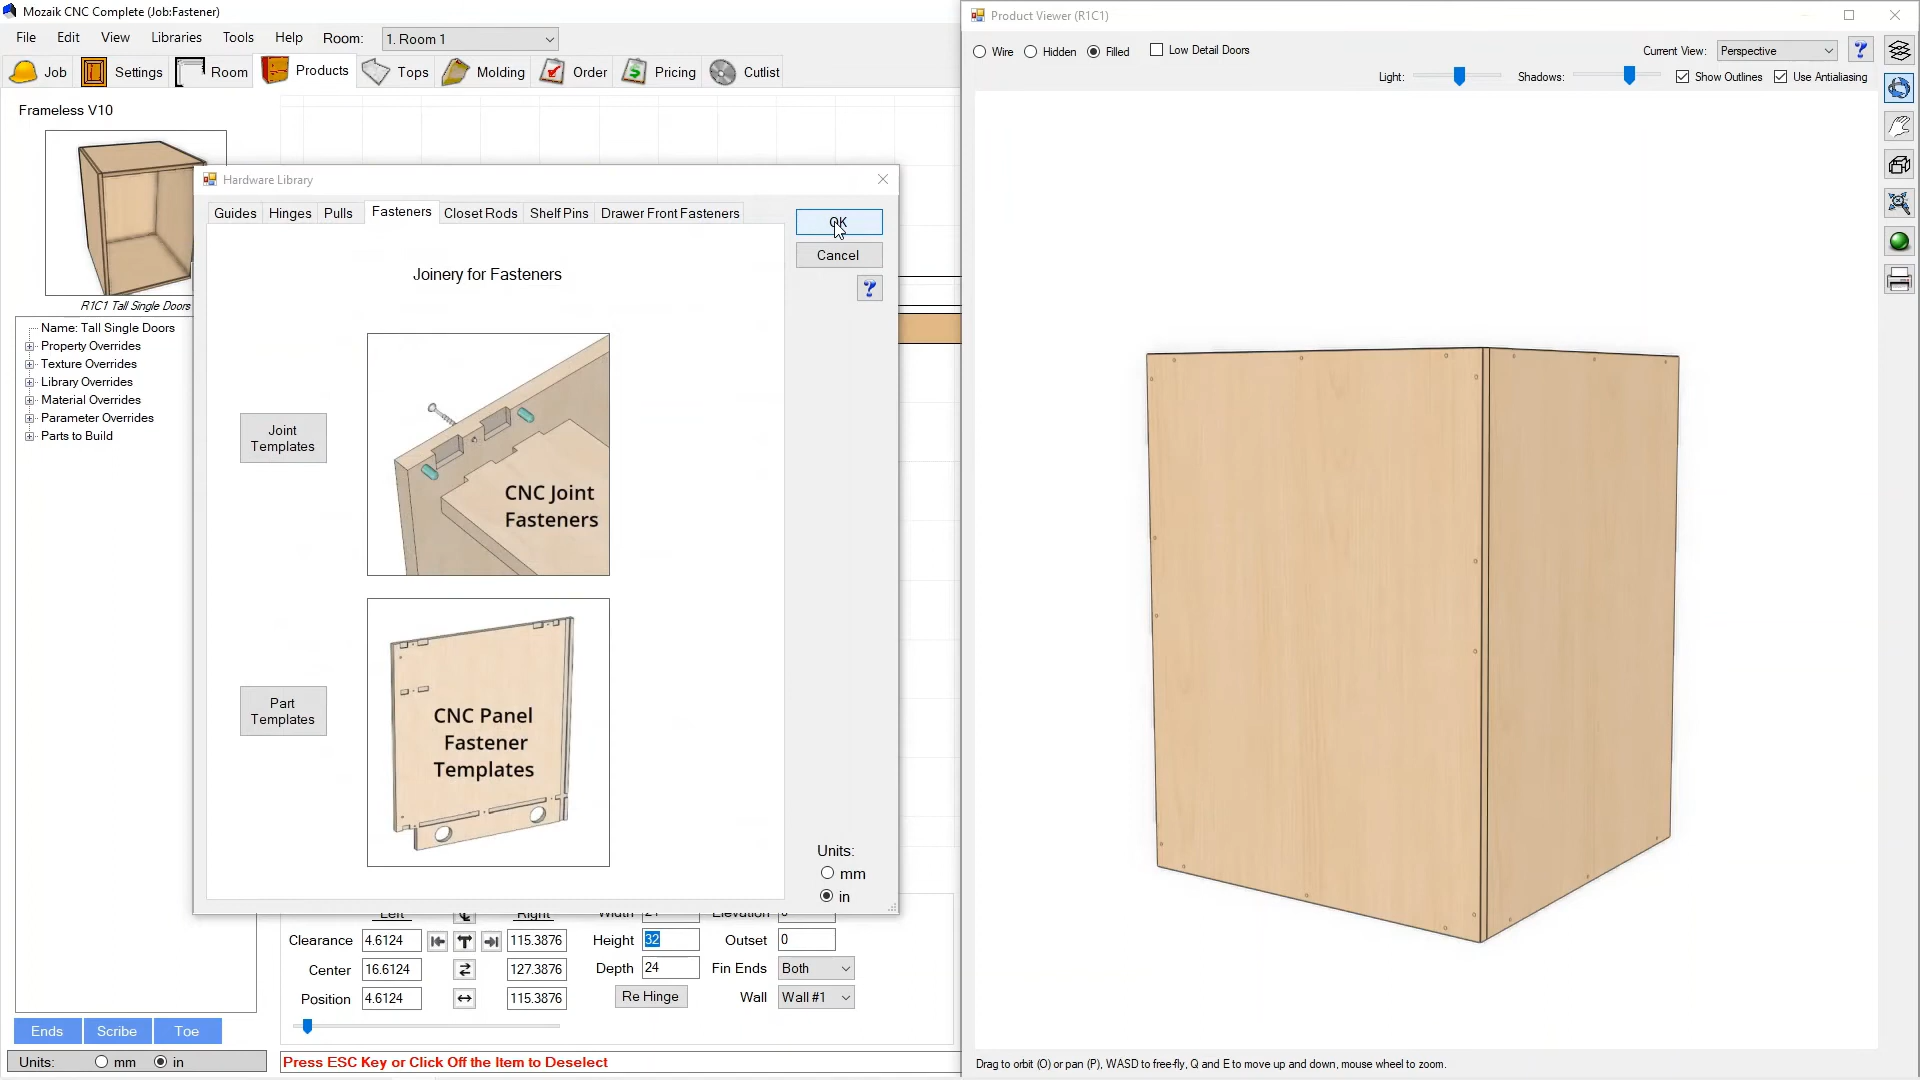 Mozaik CNC Complete (Job:Fastener)
File Edit View Libraries Tools Help Room: 1. Room 1
Job Settings Room Products Tops Molding Order Pricing Cutlist
Frameless V10
R1C1 Tall Single Doors
Name: Tall Single Doors
Property Overrides
Texture Overrides
Library Overrides
Material Overrides
Parameter Overrides
Parts to Build
Ends Scribe Toe
Units: mm in
Hardware Library
Guides Hinges Pulls Fasteners Closet Rods Shelf Pins Drawer Front Fasteners
OK
Cancel
?
Joinery for Fasteners
Joint
Templates
CNC Joint
Fasteners
Part
Templates
CNC Panel
Fastener
Templates
Units:
mm
in
Left Right Width 24 Elevation 0
Clearance 4.6124 115.3876 Height 32 Outset 0
Center 16.6124 127.3876 Depth 24 Fin Ends Both
Position 4.6124 115.3876 Re Hinge Wall Wall #1
Press ESC Key or Click Off the Item to Deselect
Product Viewer (R1C1)
Wire Hidden Filled Low Detail Doors Current View: Perspective ?
Light: Shadows: Show Outlines Use Antialiasing
Drag to orbit (O) or pan (P), WASD to free-fly, Q and E to move up and down, mouse wheel to zoom.